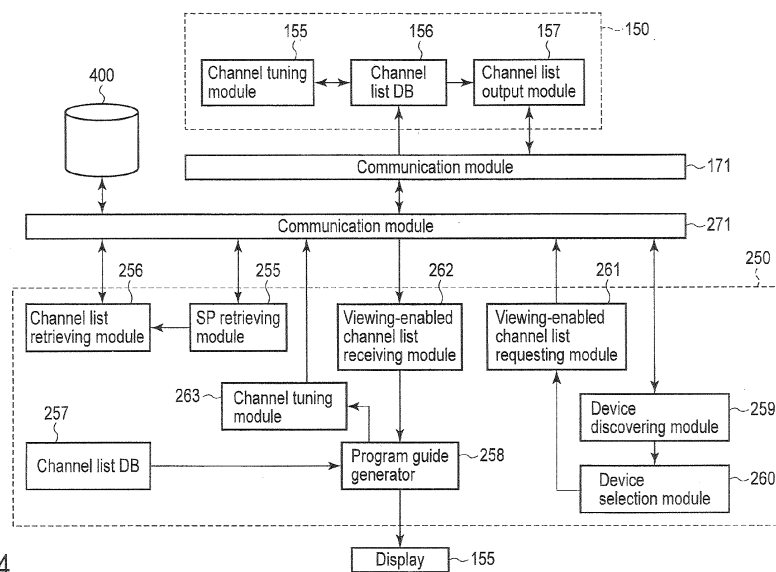 155
156
157
150
Channel tuning
module
Channel
list DB
Channel list
output module
400
Communication module
171
Communication module
271
256
255
262
261
250
Channel list
retrieving module
SP retrieving
module
Viewing-enabled
channel list
receiving module
Viewing-enabled
channel list
requesting module
263
Channel tuning
module
Device
discovering module
259
257
Channel list DB
Program guide
generator
258
Device
selection module
260
Display
155
4